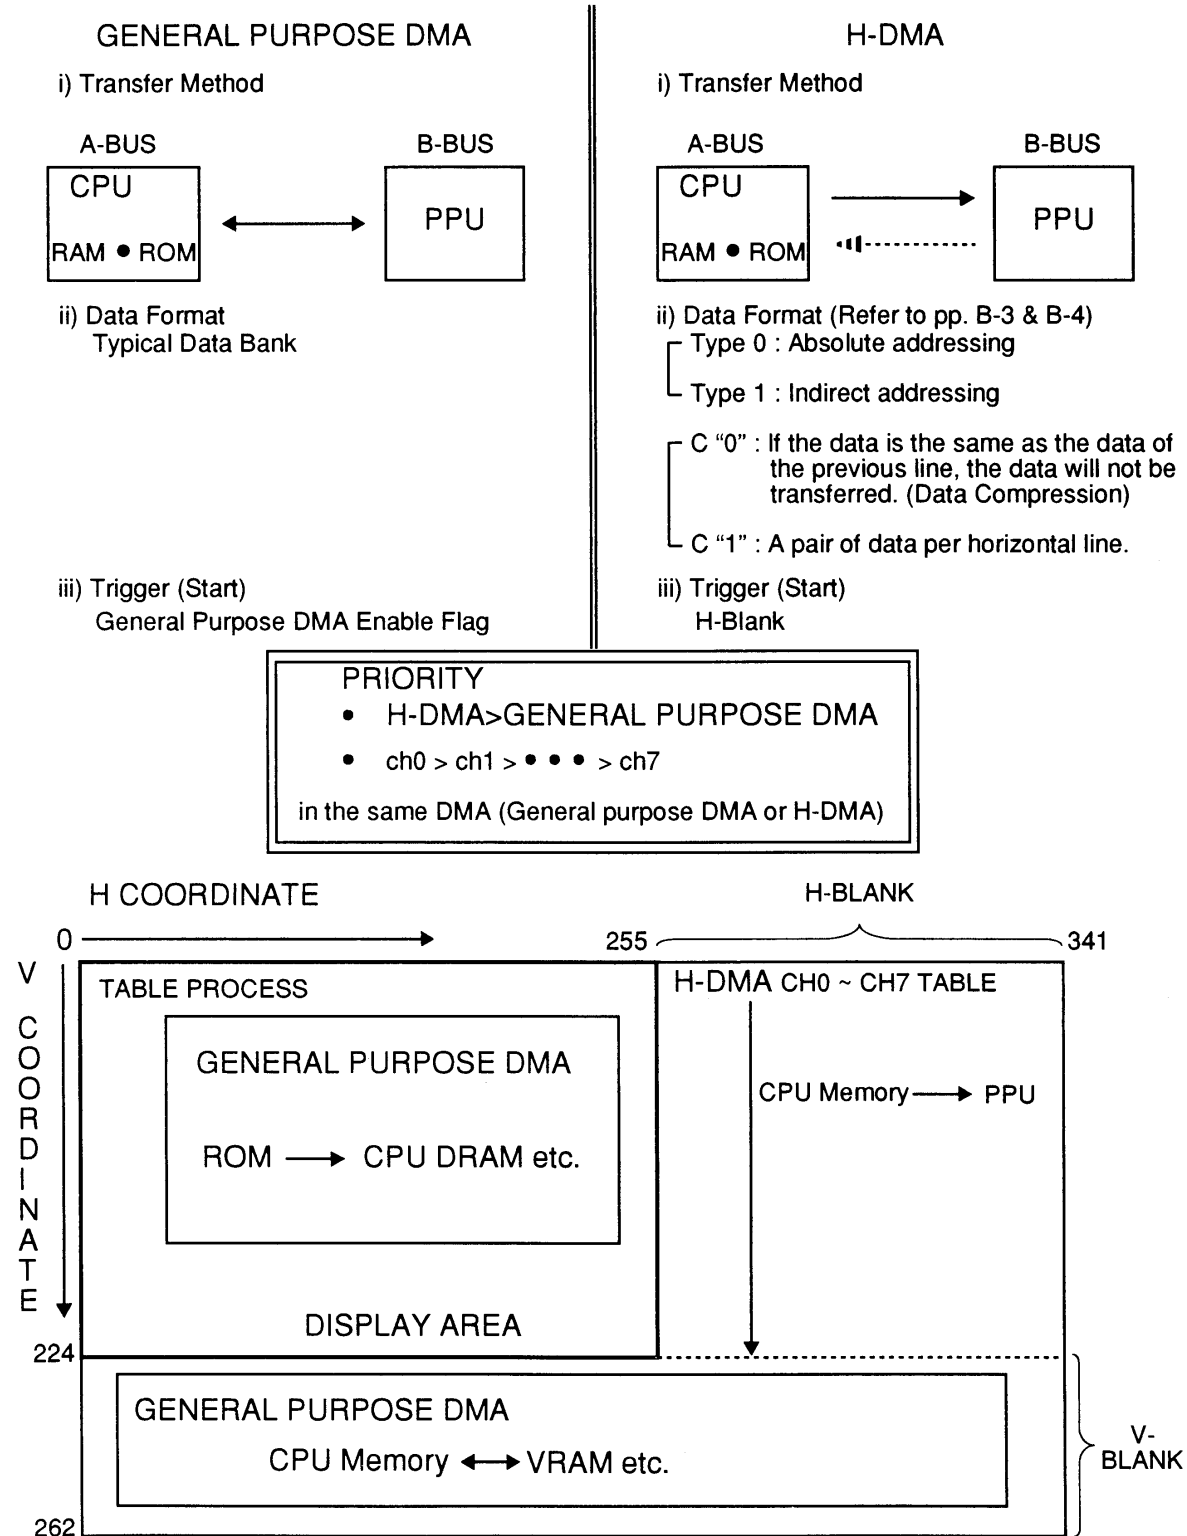 GENERAL PURPOSE DMA
i) Transfer Method
A-BUS
B-BUS
CPU
RAM ● ROM
PPU
ii) Data Format
Typical Data Bank
iii) Trigger (Start)
General Purpose DMA Enable Flag
H-DMA
i) Transfer Method
A-BUS
B-BUS
CPU
RAM ● ROM
PPU
ii) Data Format (Refer to pp. B-3 & B-4)
Type 0 : Absolute addressing
Type 1 : Indirect addressing
C “0” : If the data is the same as the data of
the previous line, the data will not be
transferred. (Data Compression)
C “1” : A pair of data per horizontal line.
iii) Trigger (Start)
H-Blank
PRIORITY
● H-DMA>GENERAL PURPOSE DMA
● ch0 > ch1 > ● ● ● > ch7
in the same DMA (General purpose DMA or H-DMA)
H COORDINATE
H-BLANK
0
255
341
V COORDINATE
TABLE PROCESS
GENERAL PURPOSE DMA
ROM → CPU DRAM etc.
DISPLAY AREA
H-DMA CH0 ~ CH7 TABLE
CPU Memory → PPU
224
GENERAL PURPOSE DMA
CPU Memory ↔ VRAM etc.
V-
BLANK
262